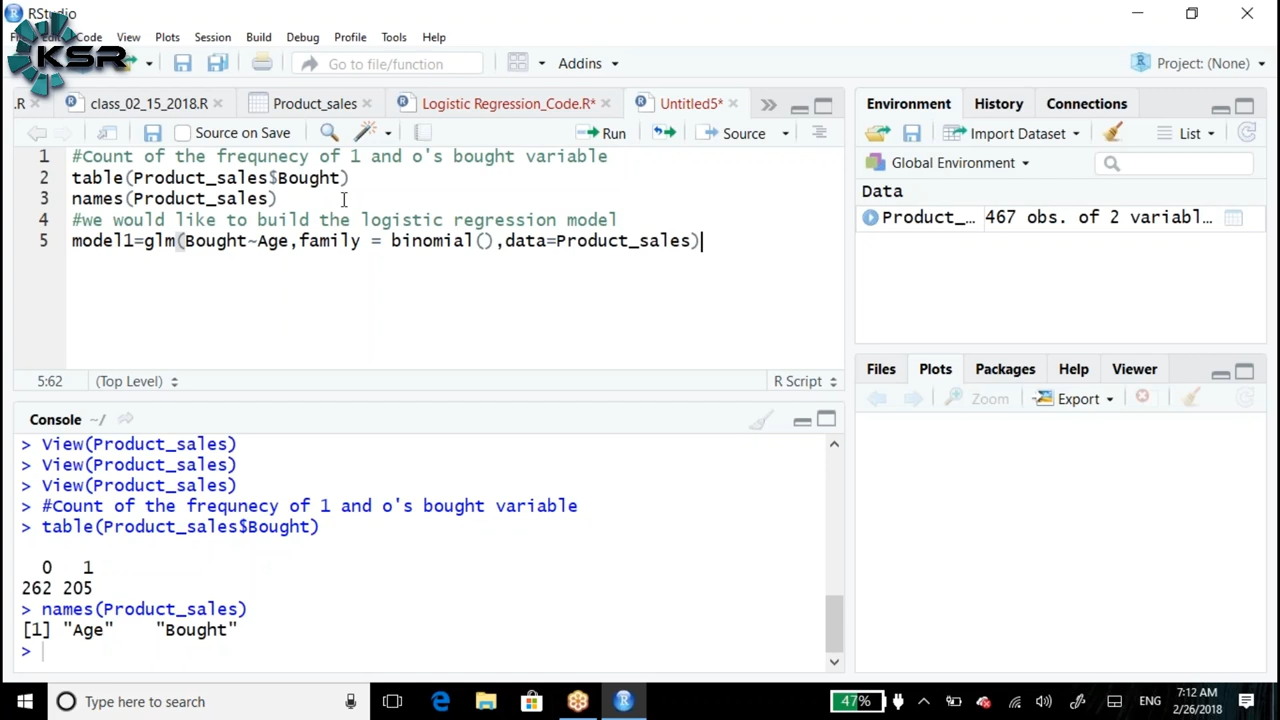 RStudio
KSR
Code View Plots Session Build Debug Profile Tools Help
Go to file/function
Addins
Project: (None)
.R
class_02_15_2018.R
Product_sales
Logistic Regression_Code.R*
Untitled5*
Source on Save
Run
Source
1 #Count of the frequnecy of 1 and o's bought variable
2 table(Product_sales$Bought)
3 names(Product_sales)
4 #we would like to build the logistic regression model
5 model1=glm(Bought~Age,family = binomial(),data=Product_sales)
5:62 (Top Level) R Script
Console ~/
> View(Product_sales)
> View(Product_sales)
> View(Product_sales)
> #Count of the frequnecy of 1 and o's bought variable
> table(Product_sales$Bought)
0 1
262 205
> names(Product_sales)
[1] "Age" "Bought"
>
Environment History Connections
Import Dataset List
Global Environment
Data
Product_… 467 obs. of 2 variabl…
Files Plots Packages Help Viewer
Zoom Export
Type here to search
47%
ENG
7:12 AM
2/26/2018